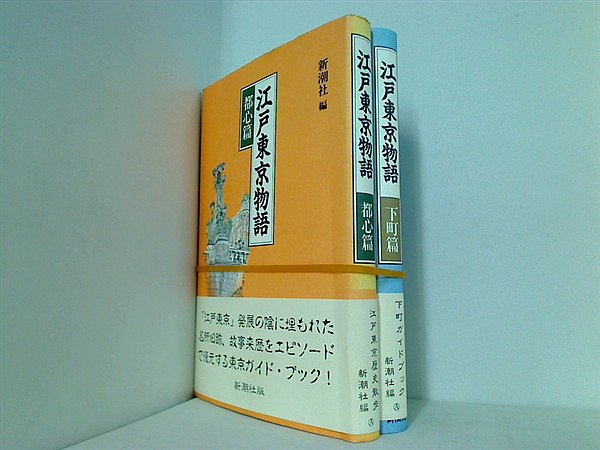 新潮社 編
江戸東京物語
都心篇
「江戸東京」発展の陰に埋もれた
名所旧跡、故事来歴をエピソード
で復元する東京ガイド・ブック!
新潮社版
江戸東京物語
都心篇
江戸東京歴史散歩
新潮社編
江戸東京物語
下町篇
下町ガイドブック
新潮社編